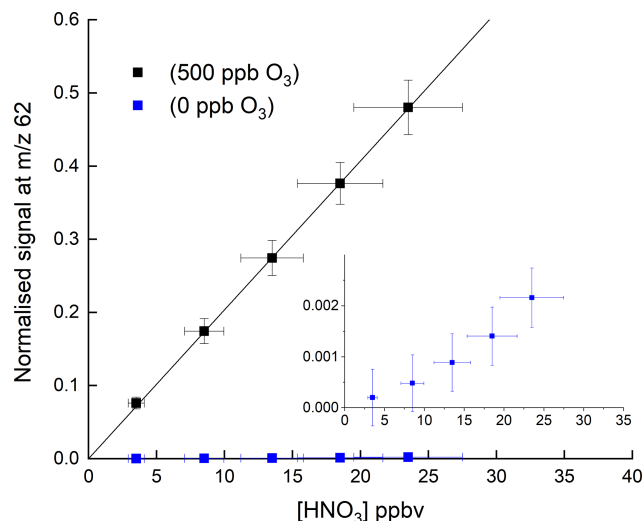 0.6
0.5
0.4
0.3
0.2
0.1
0.0
Normalised signal at m/z 62
(500 ppb O₃)
(0 ppb O₃)
0.002
0.001
0.000
0 5 10 15 20 25 30 35
0 5 10 15 20 25 30 35 40
[HNO₃] ppbv